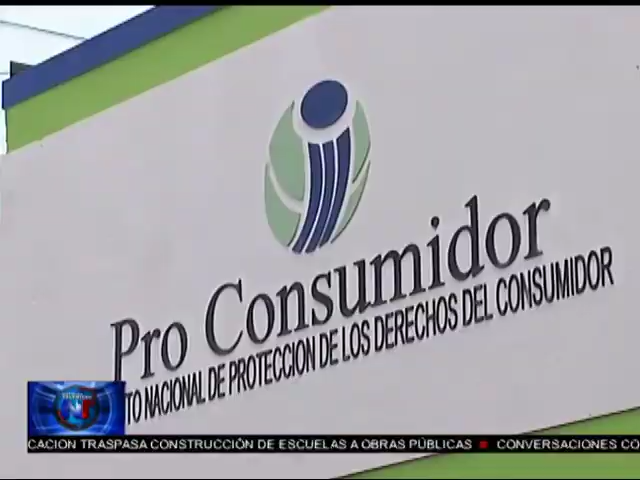 Pro Consumidor
TO NACIONAL DE PROTECCION DE LOS DERECHOS DEL CONSUMIDOR
NT
CACION TRASPASA CONSTRUCCIÓN DE ESCUELAS A OBRAS PÚBLICAS ■ CONVERSACIONES CO